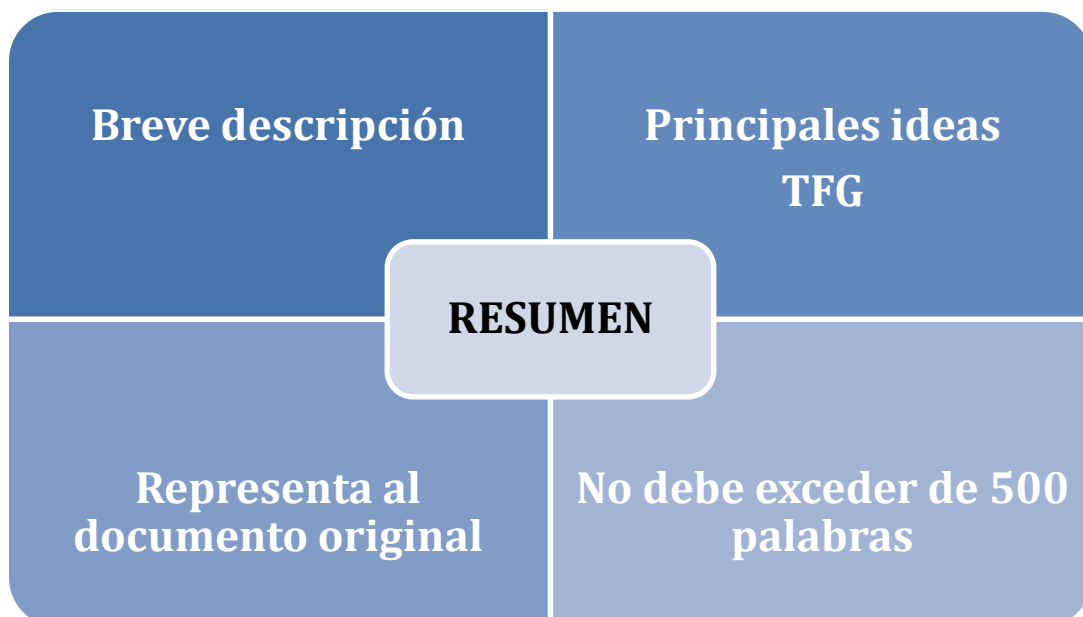 Breve descripción
Principales ideas
TFG
RESUMEN
Representa al
documento original
No debe exceder de 500
palabras